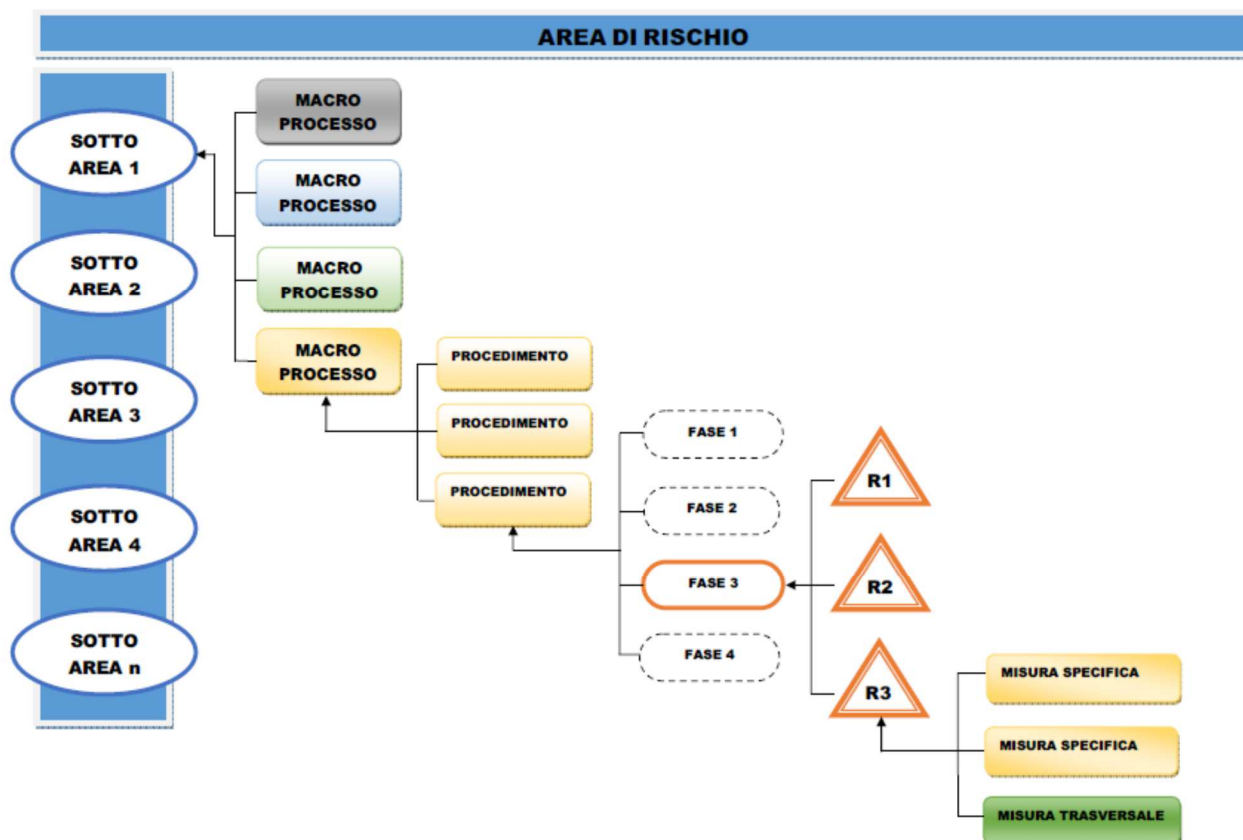 AREA DI RISCHIO
SOTTO
AREA 1
SOTTO
AREA 2
SOTTO
AREA 3
SOTTO
AREA 4
SOTTO
AREA n
MACRO
PROCESSO
MACRO
PROCESSO
MACRO
PROCESSO
MACRO
PROCESSO
PROCEDIMENTO
PROCEDIMENTO
PROCEDIMENTO
FASE 1
FASE 2
FASE 3
FASE 4
R1
R2
R3
MISURA SPECIFICA
MISURA SPECIFICA
MISURA TRASVERSALE